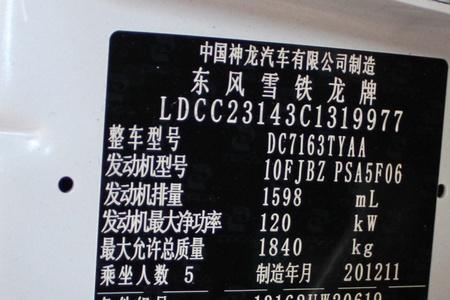 中国神龙汽车有限公司制造
东风雪铁龙牌
LDCC23143C1319977
整车型号 DC7163TYAA
发动机型号 10FJBZ PSA5F06
发动机排量 1598 mL
发动机最大净功率 120 kW
最大允许总质量 1840 kg
乘坐人数 5 制造年月 201211